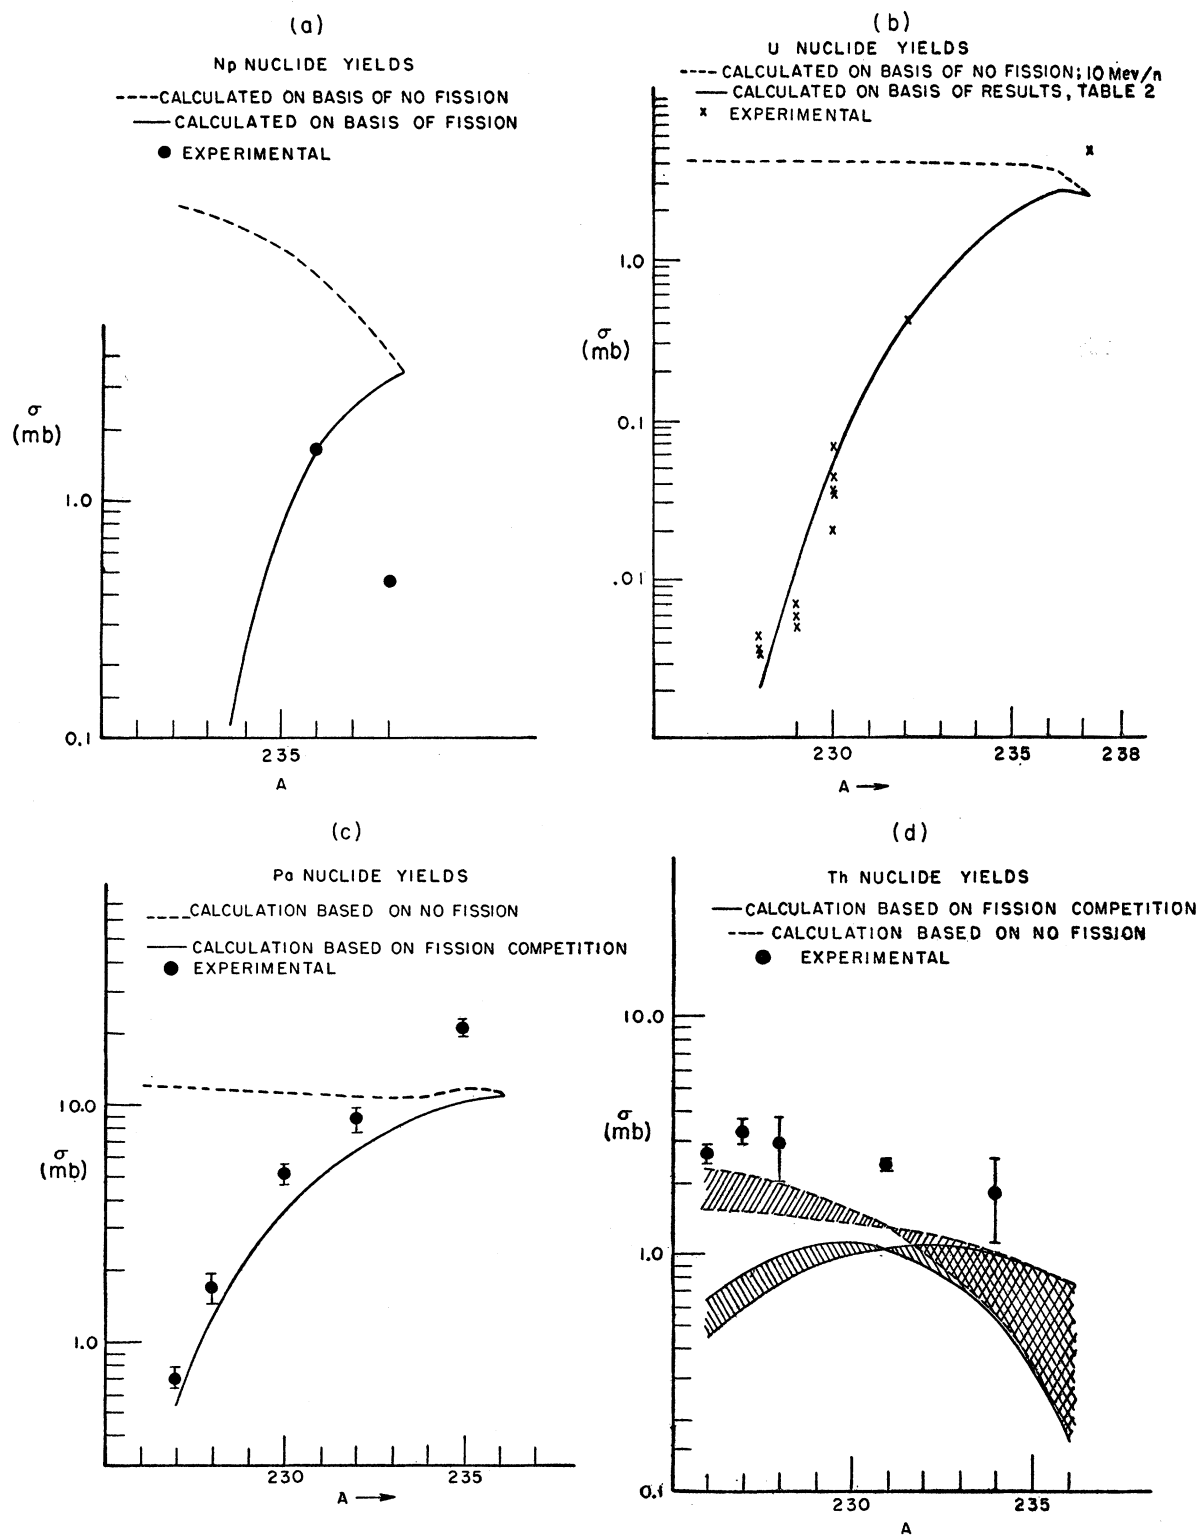 (a)
Np NUCLIDE YIELDS
----CALCULATED ON BASIS OF NO FISSION
—CALCULATED ON BASIS OF FISSION
● EXPERIMENTAL
σ
(mb)
1.0
0.1
235
A
(b)
U NUCLIDE YIELDS
----CALCULATED ON BASIS OF NO FISSION; 10 Mev/n
— CALCULATED ON BASIS OF RESULTS, TABLE 2
x EXPERIMENTAL
1.0
σ
(mb)
0.1
.01
230 235 238
A →
(c)
Pa NUCLIDE YIELDS
----CALCULATION BASED ON NO FISSION
— CALCULATION BASED ON FISSION COMPETITION
● EXPERIMENTAL
10.0
σ
(mb)
1.0
230 235
A →
(d)
Th NUCLIDE YIELDS
—CALCULATION BASED ON FISSION COMPETITION
---- CALCULATION BASED ON NO FISSION
● EXPERIMENTAL
10.0
σ
(mb)
1.0
0.1
230 235
A